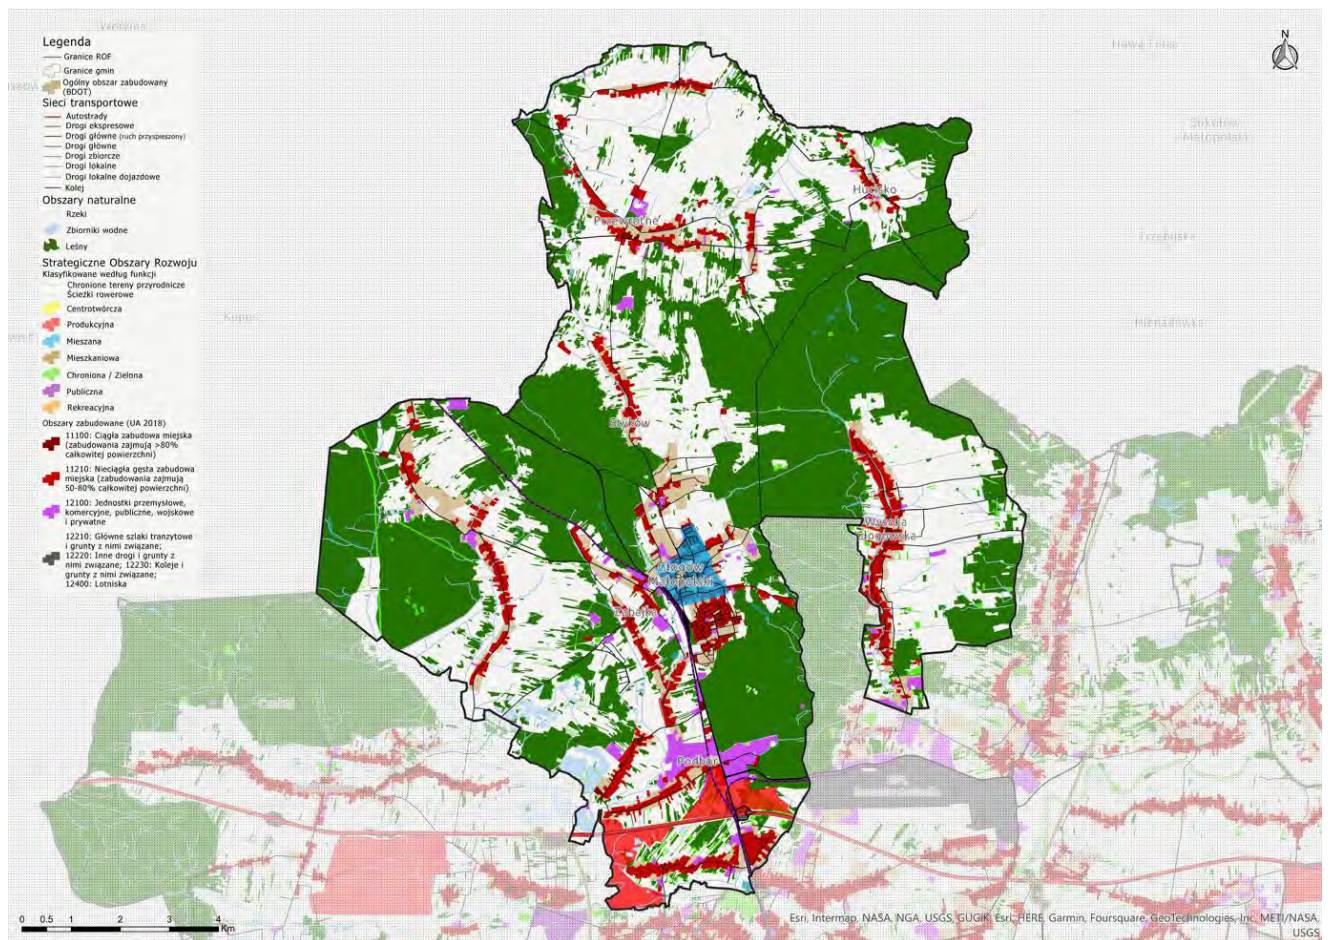 Legenda
Granice ROF
Granice gmin
Ogólny obszar zabudowany
(BDOT)
Sieci transportowe
Autostrady
Drogi ekspresowe
Drogi główne (ruch przyspieszony)
Drogi główne
Drogi zbiorcze
Drogi lokalne
Drogi lokalne dojazdowe
Kolej
Obszary naturalne
Rzeki
Zbiorniki wodne
Leśny
Strategiczne Obszary Rozwoju
Klasyfikowane według funkcji
Chronione tereny przyrodnicze
Ścieżki rowerowe
Centrotwórcza
Produkcyjna
Mieszana
Mieszkaniowa
Chroniona / Zielona
Publiczna
Rekreacyjna
Obszary zabudowane (UA 2018)
11100: Ciągła zabudowa miejska
(zabudowania zajmują >80%
całkowitej powierzchni)
11210: Nieciągła gęsta zabudowa
miejska (zabudowania zajmują
50-80% całkowitej powierzchni)
12100: Jednostki przemysłowe,
komercyjne, publiczne, wojskowe
i prywatne
12210: Główne szlaki tranzytowe
i grunty z nimi związane;
12220: Inne drogi i grunty z
nimi związane; 12230: Koleje i
grunty z nimi związane;
12400: Lotniska
N
Hucisko
Przewrotne
Styków
Wysoka
Głogowska
Głogów
Małopolski
Zabajka
0 0.5 1 2 3 4
Km
Esri, Intermap, NASA, NGA, USGS, GUGiK, Esri, HERE, Garmin, Foursquare, GeoTechnologies, Inc, METI/NASA,
USGS